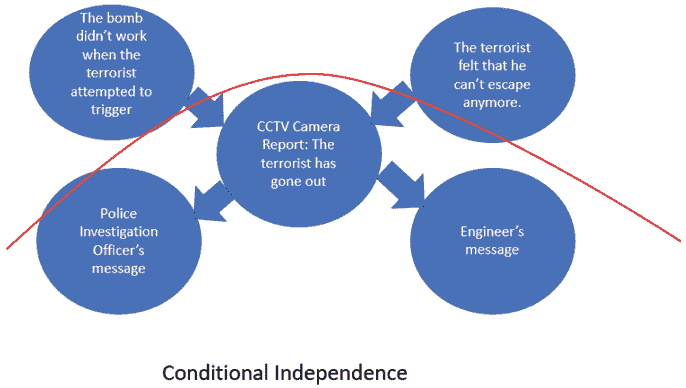 The bomb
didn't work
when the
terrorist
attempted to
trigger
The terrorist
felt that he
can't escape
anymore.
CCTV Camera
Report: The
terrorist has
gone out
Police
Investigation
Officer's
message
Engineer's
message
Conditional Independence